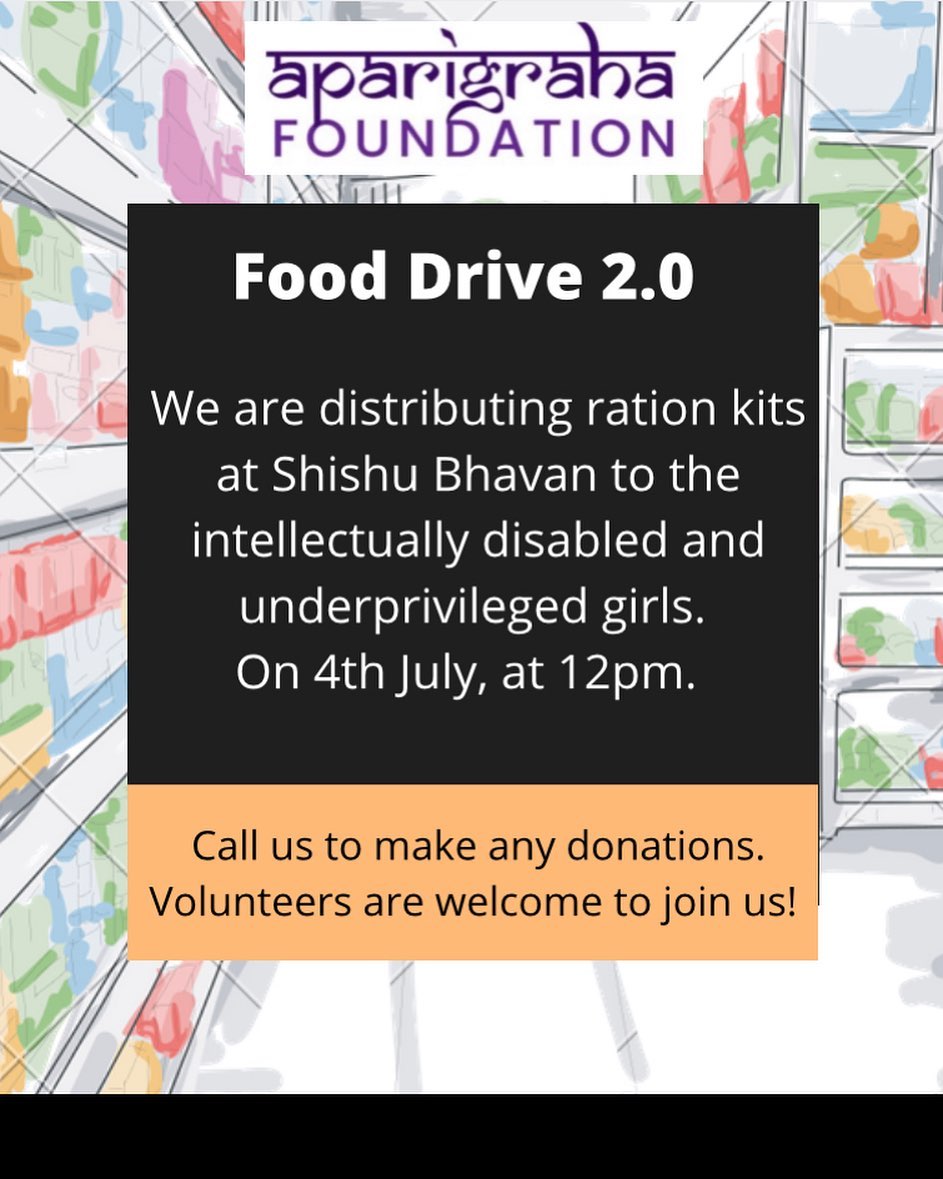 aparigraha
FOUNDATION
Food Drive 2.0
We are distributing ration kits
at Shishu Bhavan to the
intellectually disabled and
underprivileged girls.
On 4th July, at 12pm.
Call us to make any donations.
Volunteers are welcome to join us!